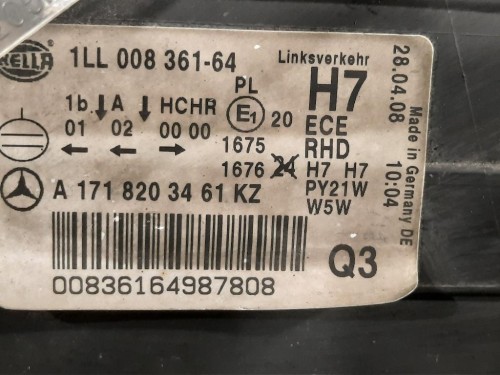 HELLA 1LL 008 361-64 Linksverkehr
PL H7
1b A HCHR E1 20 ECE
01 02 00 00 1675 RHD
1676 24 H7 H7
A 171 820 34 61 KZ PY21W
W5W
Q3
00836164987808
28.04.08 10:04
Made in Germany DE